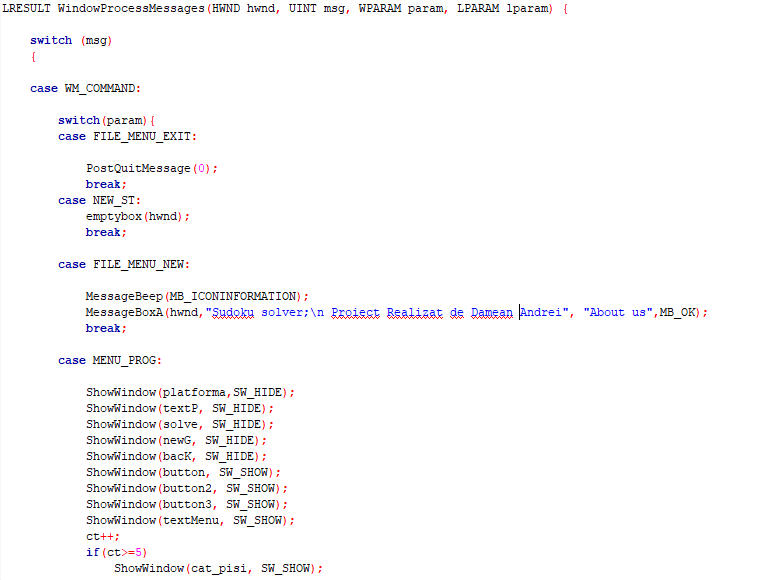 LRESULT WindowProcessMessages(HWND hwnd, UINT msg, WPARAM param, LPARAM lparam) {
switch (msg)
{
case WM_COMMAND:
switch(param){
case FILE_MENU_EXIT:
PostQuitMessage(0);
break;
case NEW_ST:
emptybox(hwnd);
break;
case FILE_MENU_NEW:
MessageBeep(MB_ICONINFORMATION);
MessageBoxA(hwnd,"Sudoku solver;\n Proiect Realizat de Damean Andrei", "About us",MB_OK);
break;
case MENU_PROG:
ShowWindow(platforma,SW_HIDE);
ShowWindow(textP, SW_HIDE);
ShowWindow(solve, SW_HIDE);
ShowWindow(newG, SW_HIDE);
ShowWindow(bacK, SW_HIDE);
ShowWindow(button, SW_SHOW);
ShowWindow(button2, SW_SHOW);
ShowWindow(button3, SW_SHOW);
ShowWindow(textMenu, SW_SHOW);
ct++;
if(ct>=5)
ShowWindow(cat_pisi, SW_SHOW);